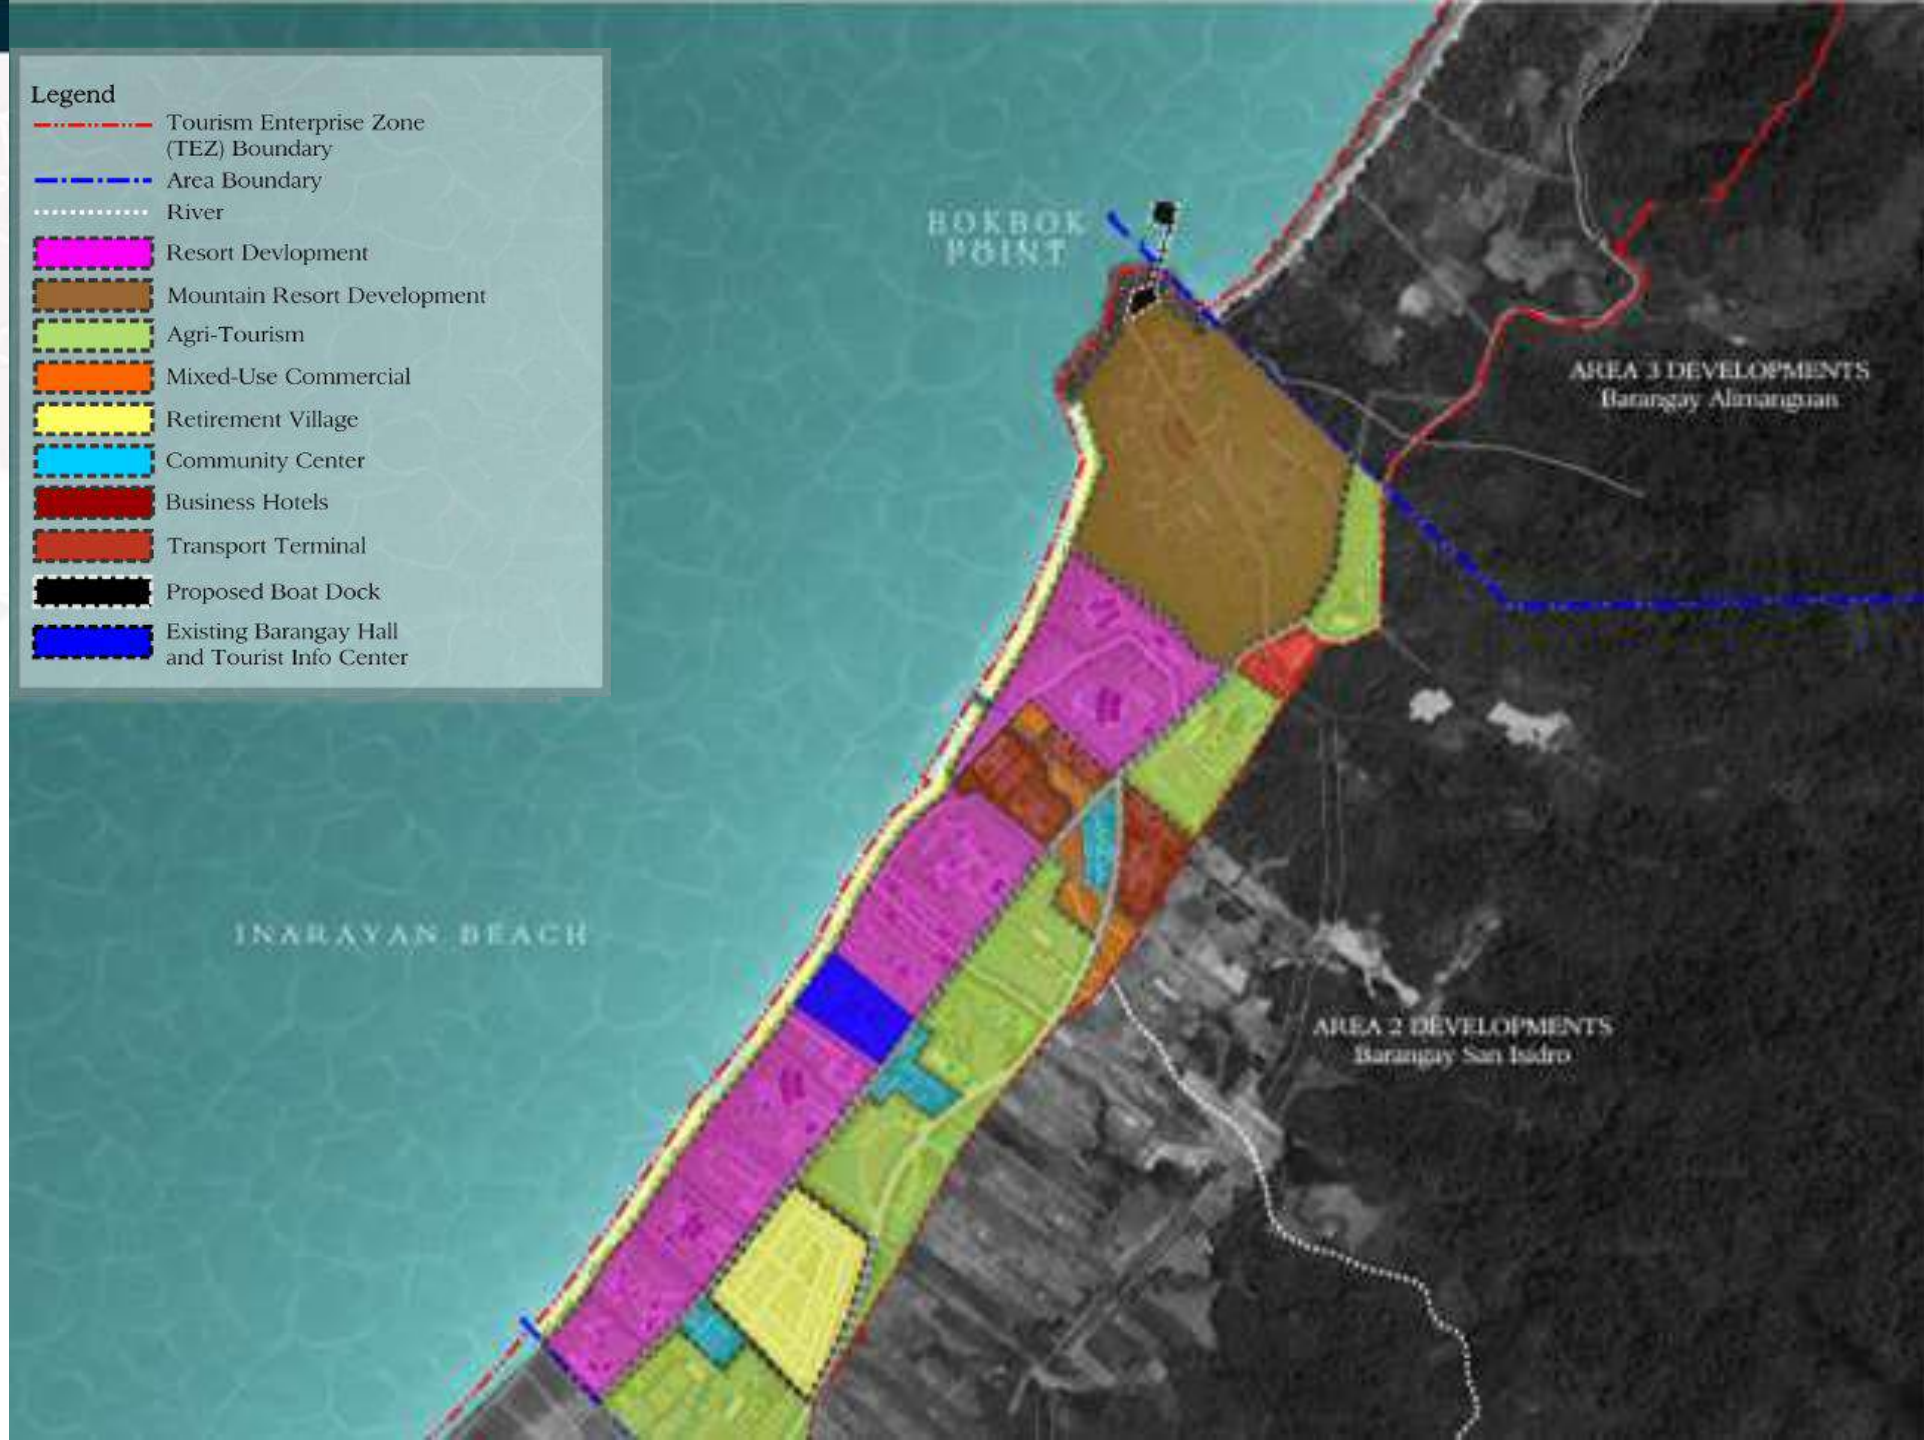 Legend
Tourism Enterprise Zone
(TEZ) Boundary
Area Boundary
River
Resort Devlopment
Mountain Resort Development
Agri-Tourism
Mixed-Use Commercial
Retirement Village
Community Center
Business Hotels
Transport Terminal
Proposed Boat Dock
Existing Barangay Hall
and Tourist Info Center
BOKBOK
POINT
AREA 3 DEVELOPMENTS
Barangay Alimanguan
INARAYAN BEACH
AREA 2 DEVELOPMENTS
Barangay San Isidro